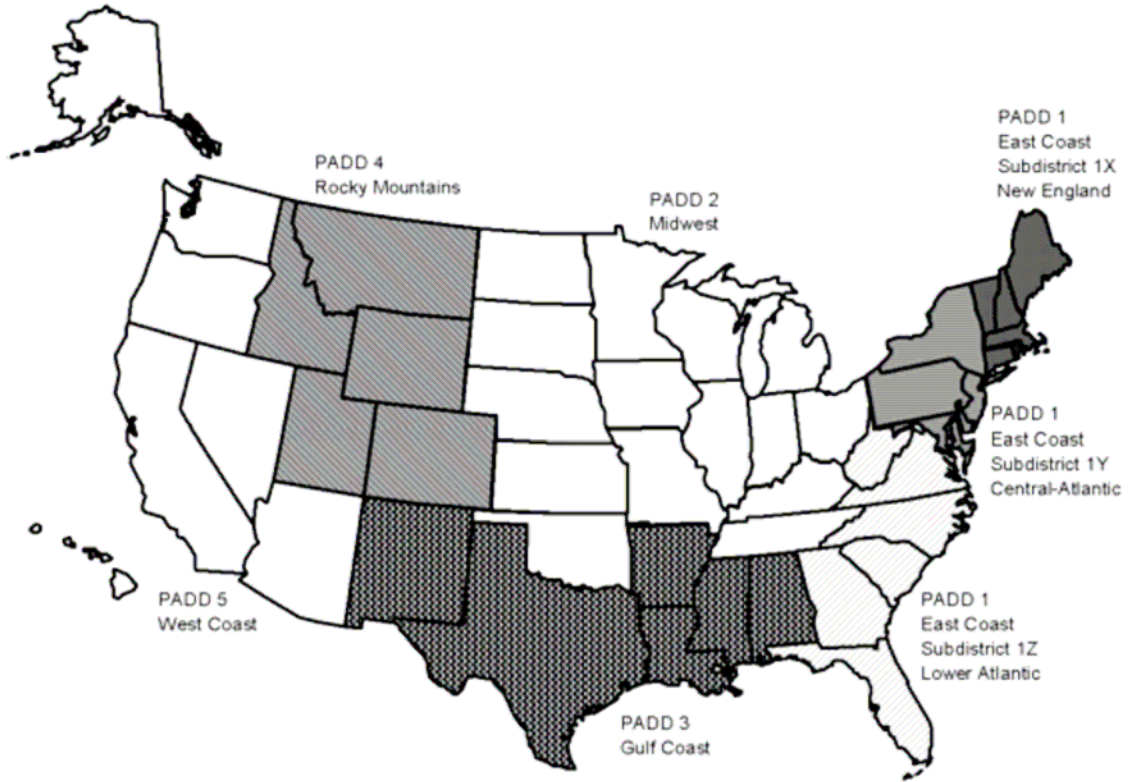 PADD 1
East Coast
Subdistrict 1X
New England
PADD 4
Rocky Mountains
PADD 2
Midwest
PADD 1
East Coast
Subdistrict 1Y
Central-Atlantic
PADD 5
West Coast
PADD 1
East Coast
Subdistrict 1Z
Lower Atlantic
PADD 3
Gulf Coast